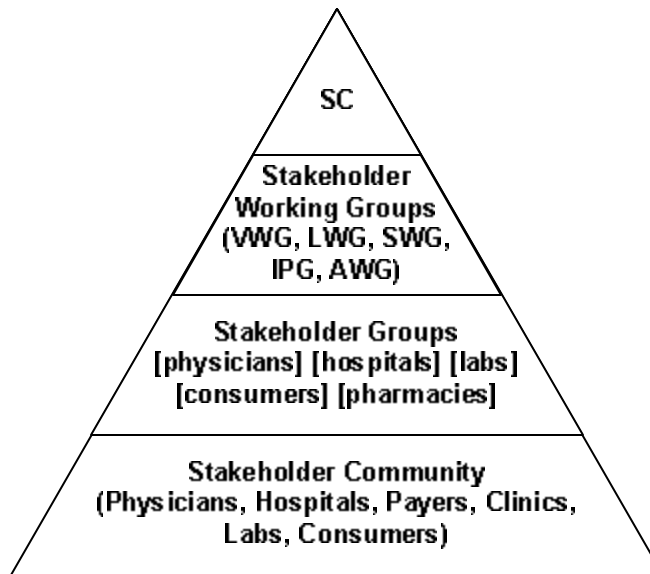 SC
Stakeholder
Working Groups
(VWG, LWG, SWG,
IPG, AWG)
Stakeholder Groups
[physicians] [hospitals] [labs]
[consumers] [pharmacies]
Stakeholder Community
(Physicians, Hospitals, Payers, Clinics,
Labs, Consumers)